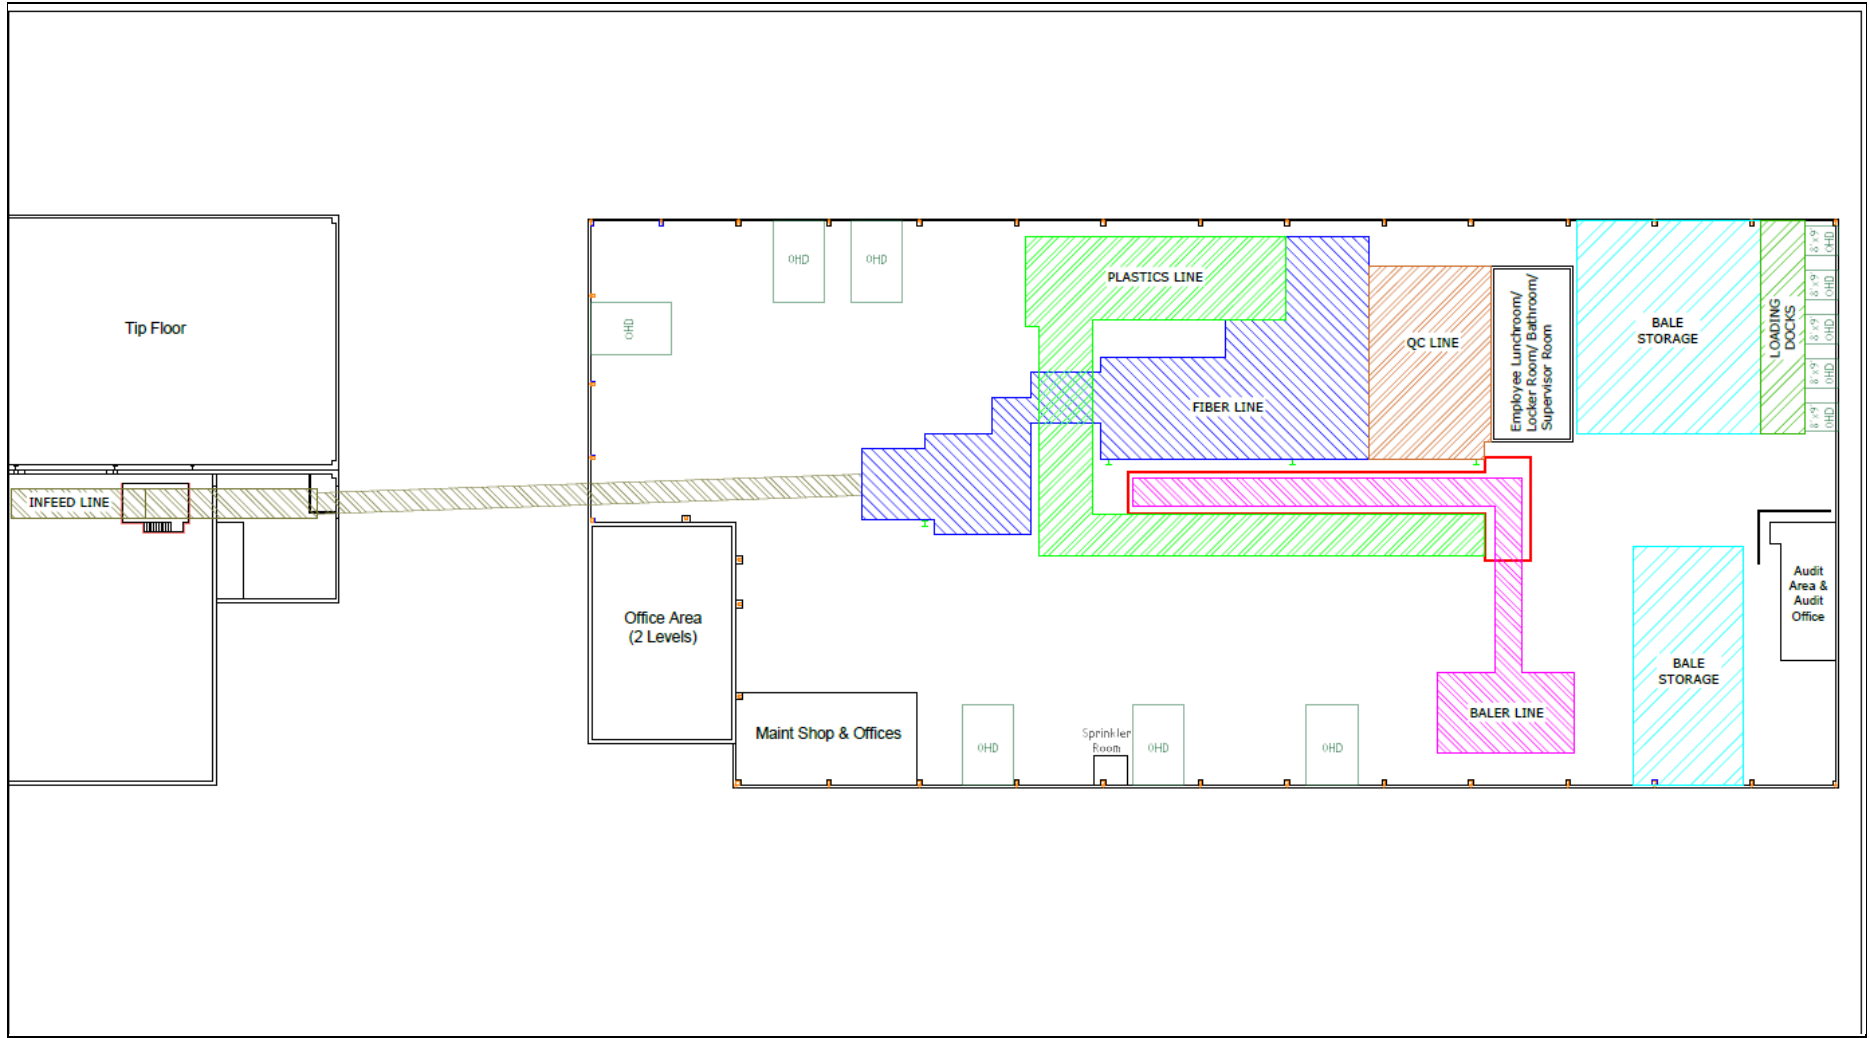 Tip Floor
INFEED LINE
OHD
OHD
OHD
PLASTICS LINE
FIBER LINE
QC LINE
Employee Lunchroom/
Locker Room/ Bathroom/
Supervisor Room
BALE
STORAGE
LOADING
DOCKS
8'x9'
OHD
8'x9'
OHD
8'x9'
OHD
8'x9'
OHD
8'x9'
OHD
Office Area
(2 Levels)
Maint Shop & Offices
OHD
Sprinkler
Room
OHD
OHD
BALER LINE
BALE
STORAGE
Audit
Area &
Audit
Office